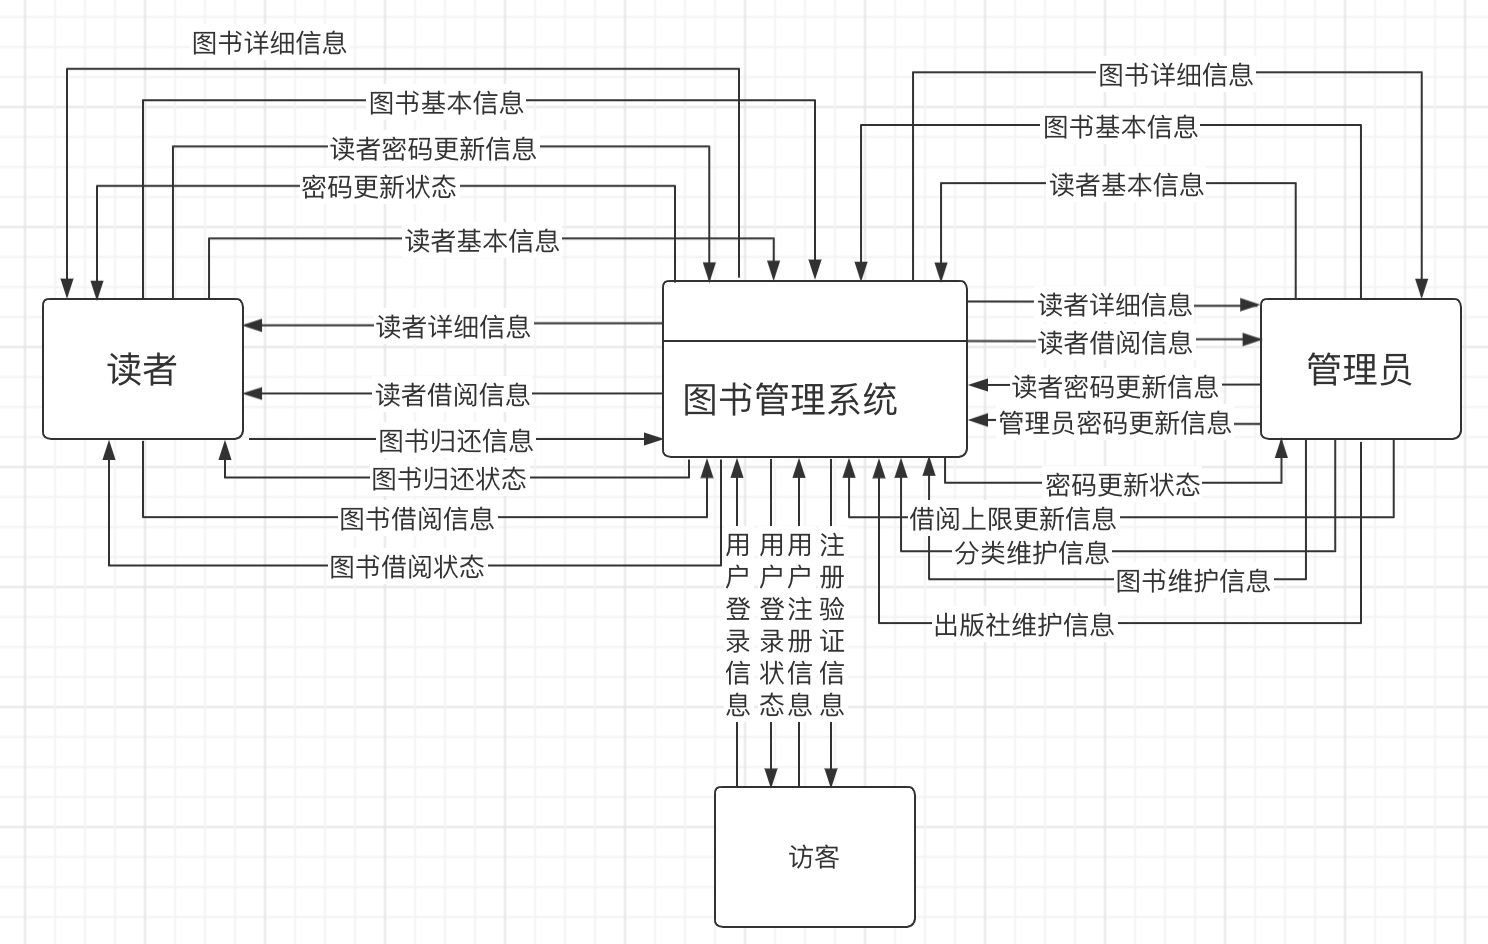 图书详细信息
图书基本信息
读者密码更新信息
密码更新状态
读者基本信息
读者详细信息
读者
读者借阅信息
图书归还信息
图书归还状态
图书借阅信息
图书借阅状态
图书管理系统
图书详细信息
图书基本信息
读者基本信息
读者详细信息
读者借阅信息
读者密码更新信息
管理员密码更新信息
管理员
密码更新状态
借阅上限更新信息
分类维护信息
图书维护信息
出版社维护信息
用户登录信息
用户登录状态
用户注册信息
注册验证信息
访客